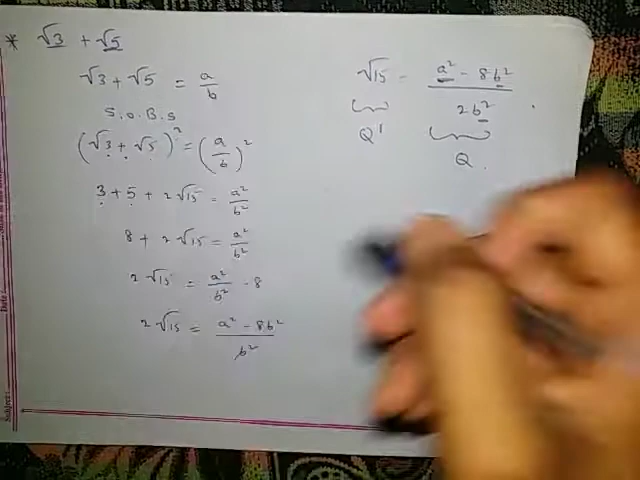 * √3 + √5
√3 + √5 = a/b
S.O.B.S
(√3 + √5)² = (a/b)²
3 + 5 + 2√15 = a²/b²
8 + 2√15 = a²/b²
2√15 = a²/b² - 8
2√15 = a² - 8b² / b²
√15 = a² - 8b² / 2b²
Q' Q